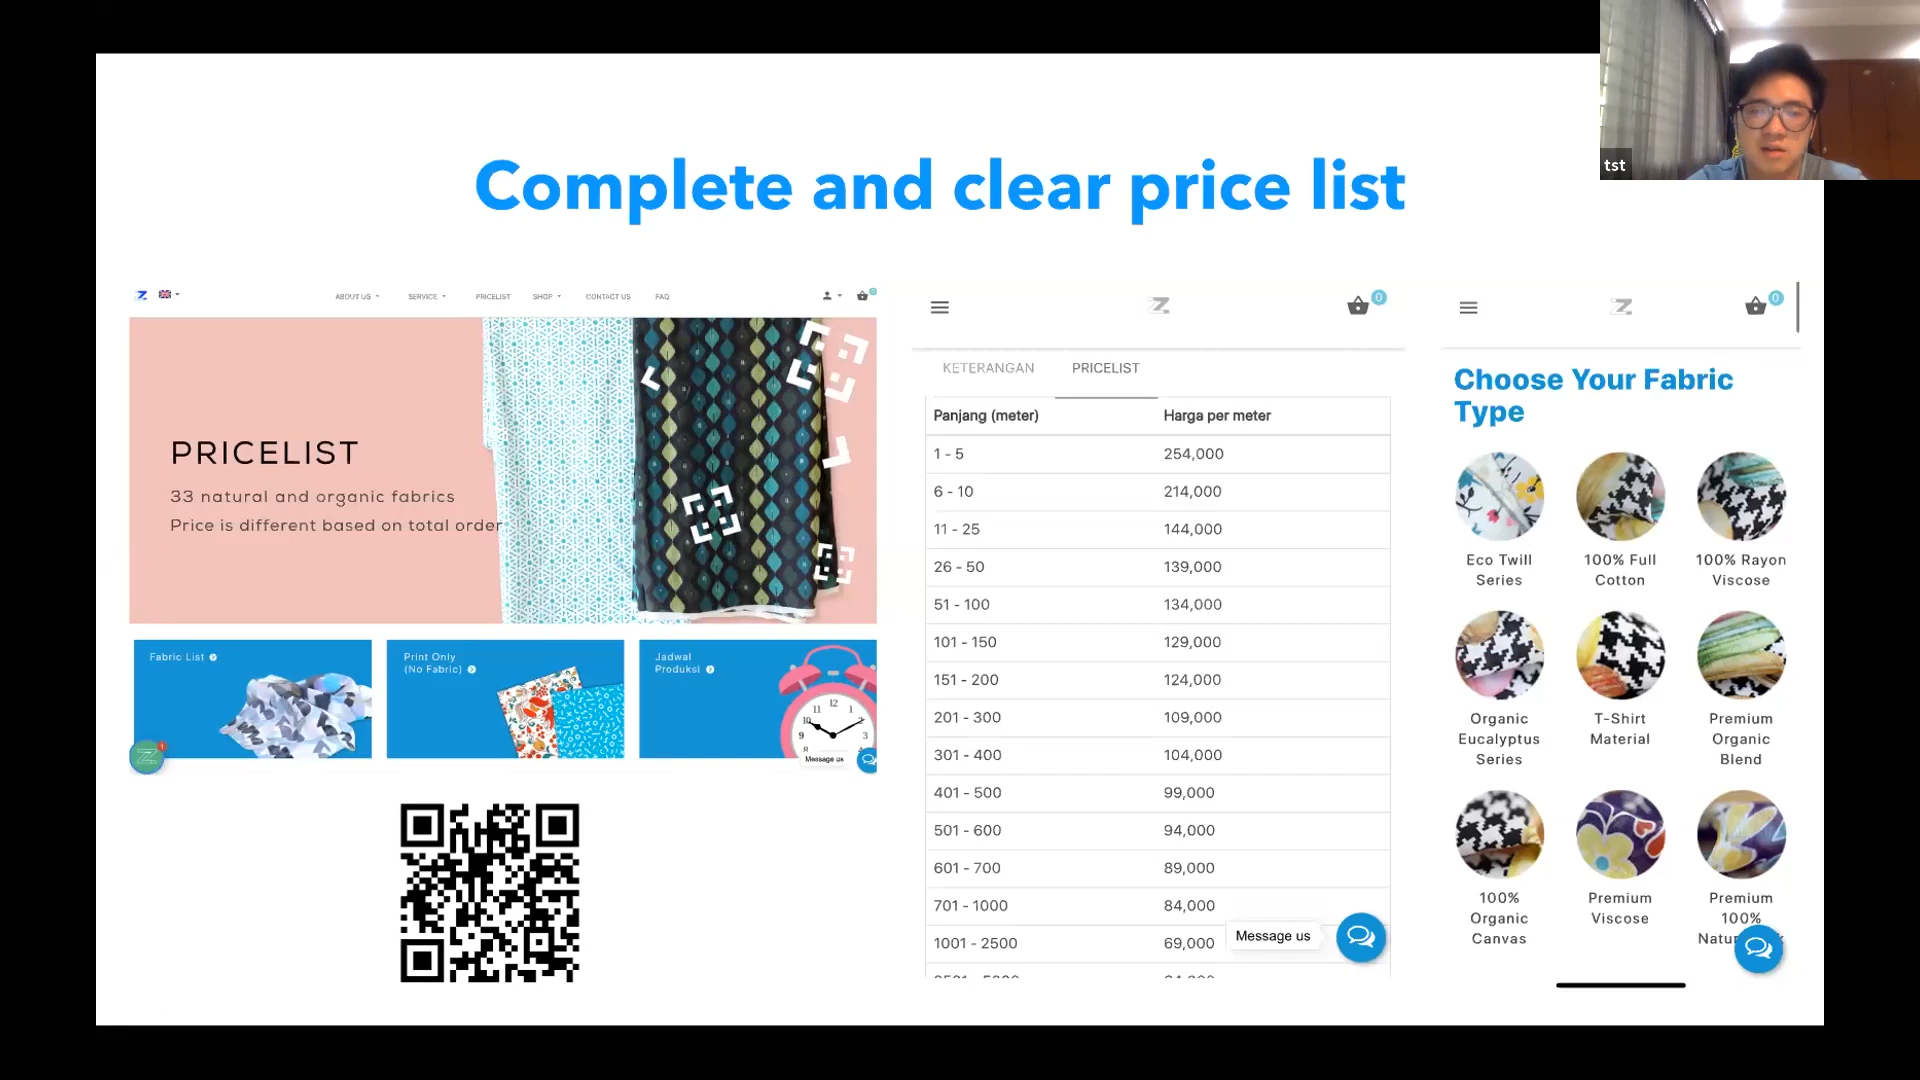 tst
Complete and clear price list
ABOUT US
SERVICE
PRICELIST
SHOP
CONTACT US
FAQ
0
PRICELIST
33 natural and organic fabrics
Price is different based on total order
Fabric List
Print Only
(No Fabric)
Jadwal
Produksi
Message us
1
0
KETERANGAN
PRICELIST
Panjang (meter) Harga per meter
1 - 5 254,000
6 - 10 214,000
11 - 25 144,000
26 - 50 139,000
51 - 100 134,000
101 - 150 129,000
151 - 200 124,000
201 - 300 109,000
301 - 400 104,000
401 - 500 99,000
501 - 600 94,000
601 - 700 89,000
701 - 1000 84,000
1001 - 2500 69,000
Message us
0
Choose Your Fabric
Type
Eco Twill
Series
100% Full
Cotton
100% Rayon
Viscose
Organic
Eucalyptus
Series
T-Shirt
Material
Premium
Organic
Blend
100%
Organic
Canvas
Premium
Viscose
Premium
100%